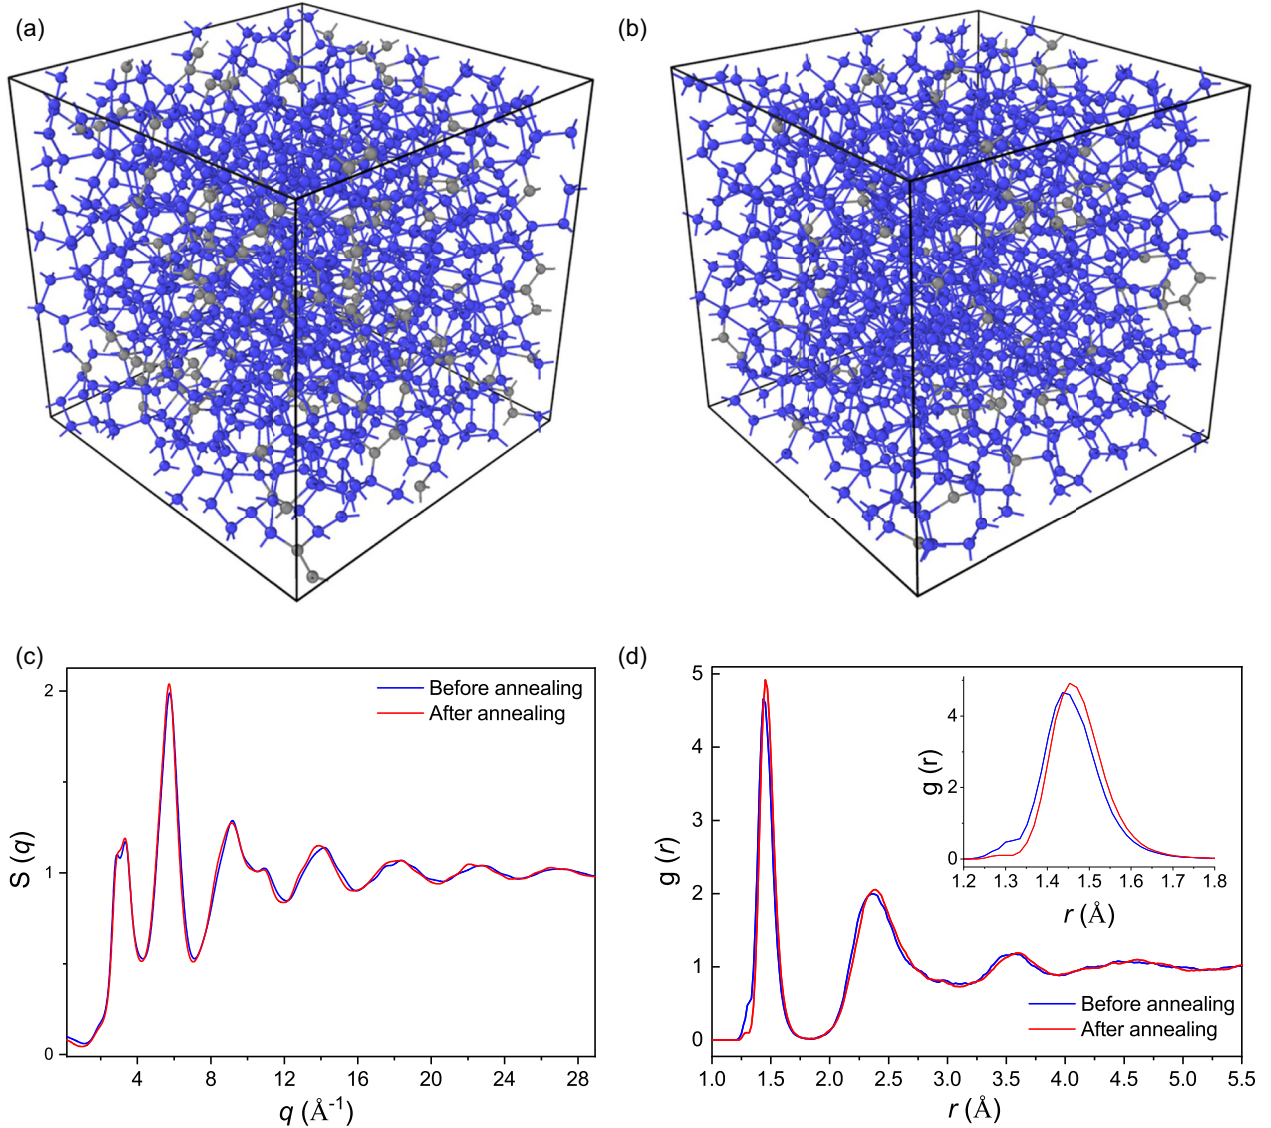 (a)
(b)
(c)
2
1
0
S (q)
4 8 12 16 20 24 28
q (Å-1)
Before annealing
After annealing
(d)
5
4
3
2
1
0
g (r)
1.0 1.5 2.0 2.5 3.0 3.5 4.0 4.5 5.0 5.5
r (Å)
4
2
0
g (r)
1.2 1.3 1.4 1.5 1.6 1.7 1.8
r (Å)
Before annealing
After annealing